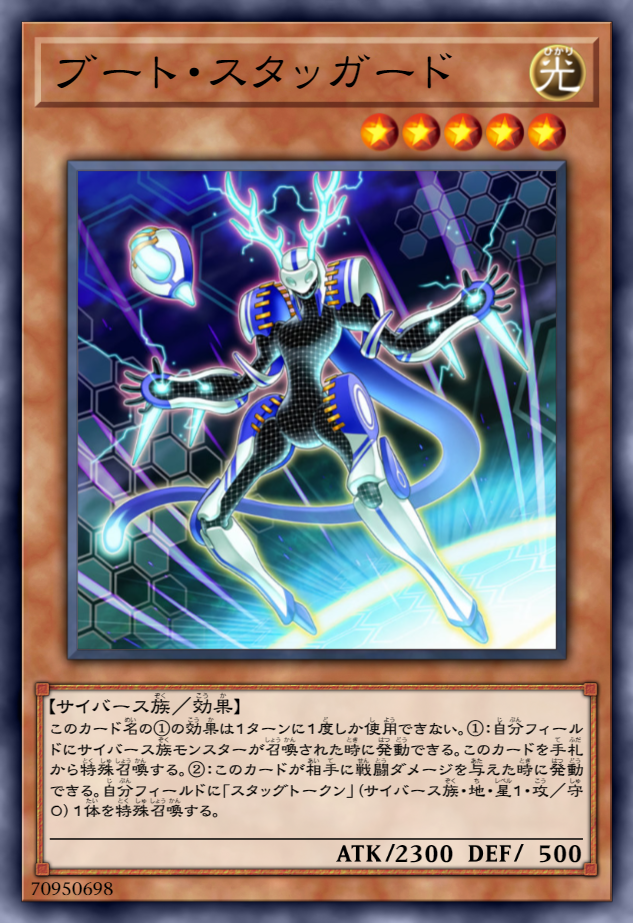 ブート・スタッガード
光
【サイバース族／効果】
このカード名の①の効果は1ターンに1度しか使用できない。①：自分フィール
ドにサイバース族モンスターが召喚された時に発動できる。このカードを手札
から特殊召喚する。②：このカードが相手に戦闘ダメージを与えた時に発動
できる。自分フィールドに「スタッグトークン」（サイバース族・地・星1・攻／守
0）1体を特殊召喚する。
ATK/2300 DEF/ 500
70950698